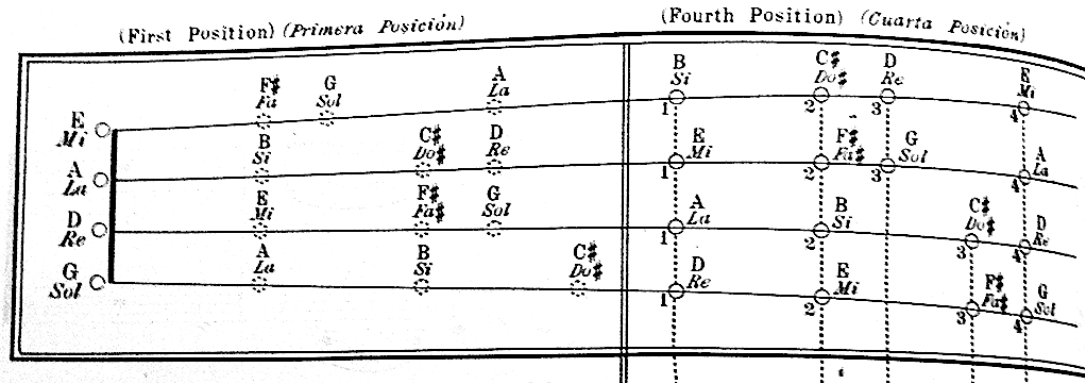 (First Position) (Primera Posición) (Fourth Position) (Cuarta Posición)
F# G A B C# D E
Fa Sol La Si Do# Re Mi
E 1 2 3 4
Mi
B C# D E F# G A
Si Do# Re Mi Fa# Sol La
A 1 2 3 4
La
E F# G A B C# D
Mi Fa# Sol La Si Do# Re
D 1 2 3 4
Re
A B C# D E F# G
La Si Do# Re Mi Fa# Sol
G 1 2 3 4
Sol